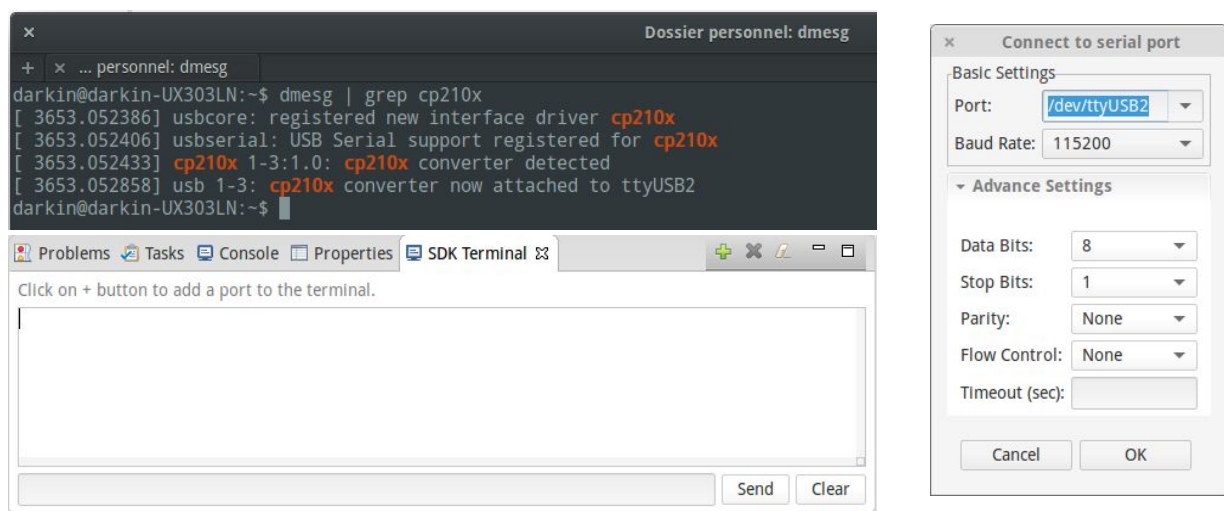 Dossier personnel: dmesg
... personnel: dmesg
darkin@darkin-UX303LN:~$ dmesg | grep cp210x
[ 3653.052386] usbcore: registered new interface driver cp210x
[ 3653.052406] usbserial: USB Serial support registered for cp210x
[ 3653.052433] cp210x 1-3:1.0: cp210x converter detected
[ 3653.052858] usb 1-3: cp210x converter now attached to ttyUSB2
darkin@darkin-UX303LN:~$
Problems Tasks Console Properties SDK Terminal
Click on + button to add a port to the terminal.
Send Clear
Connect to serial port
Basic Settings
Port: /dev/ttyUSB2
Baud Rate: 115200
Advance Settings
Data Bits: 8
Stop Bits: 1
Parity: None
Flow Control: None
Timeout (sec):
Cancel OK